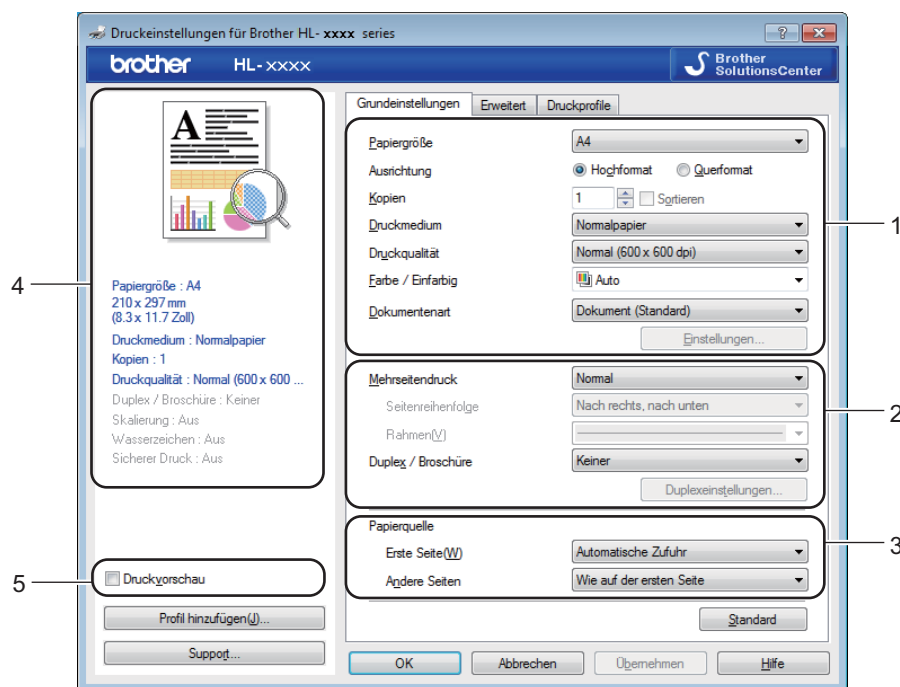 Druckeinstellungen für Brother HL- xxxx series
brother HL-xxxx
Brother
SolutionsCenter
Grundeinstellungen Erweitert Druckprofile
A
Papiergröße A4
Ausrichtung Hochformat Querformat
Kopien 1 Sortieren
Druckmedium Normalpapier
Druckqualität Normal (600 x 600 dpi)
Farbe / Einfarbig Auto
Dokumentenart Dokument (Standard)
Einstellungen...
1
4
Papiergröße : A4
210 x 297 mm
(8.3 x 11.7 Zoll)
Druckmedium : Normalpapier
Kopien : 1
Druckqualität : Normal (600 x 600 ...
Duplex / Broschüre : Keiner
Skalierung : Aus
Wasserzeichen : Aus
Sicherer Druck : Aus
Mehrseitendruck Normal
Seitenreihenfolge Nach rechts, nach unten
Rahmen(V)
Duplex / Broschüre Keiner
Duplexeinstellungen...
2
Papierquelle
Erste Seite(W) Automatische Zufuhr
Andere Seiten Wie auf der ersten Seite
3
5
Druckvorschau
Profil hinzufügen(J)...
Support...
Standard
OK Abbrechen Übernehmen Hilfe